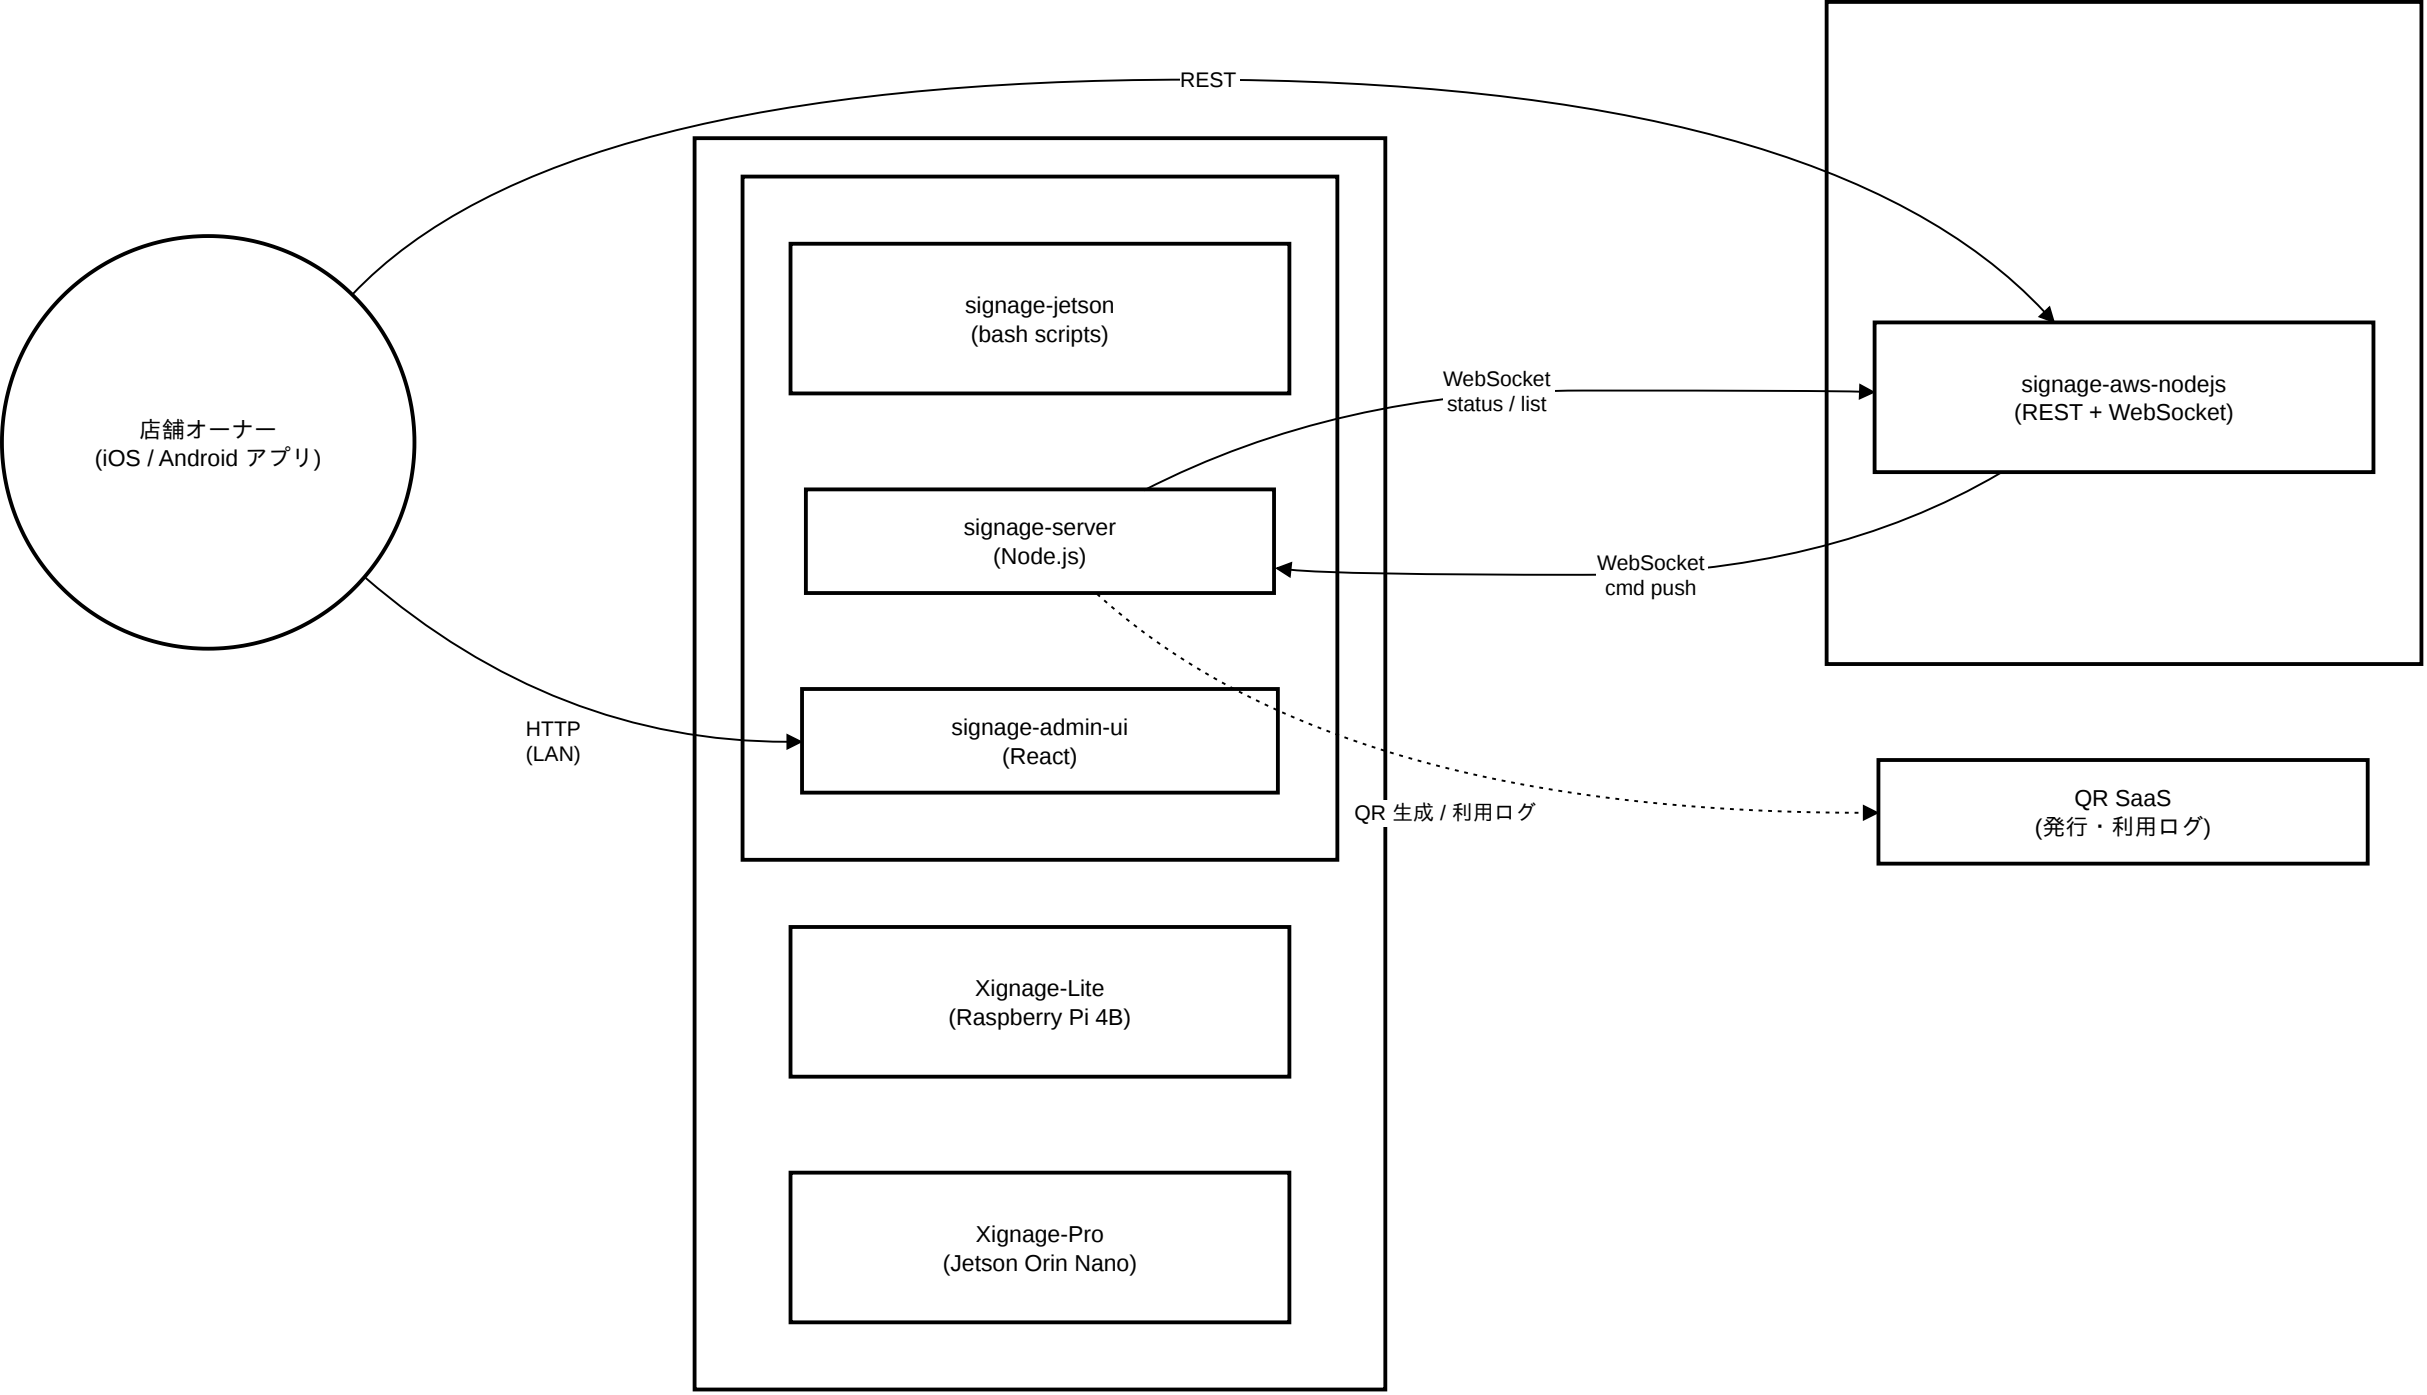 REST
signage-jetson
(bash scripts)
店舗オーナー
(iOS / Android アプリ)
WebSocket
status / list
signage-aws-nodejs
(REST + WebSocket)
signage-server
(Node.js)
WebSocket
cmd push
HTTP
(LAN)
signage-admin-ui
(React)
QR 生成 / 利用ログ
QR SaaS
(発行・利用ログ)
Xignage-Lite
(Raspberry Pi 4B)
Xignage-Pro
(Jetson Orin Nano)